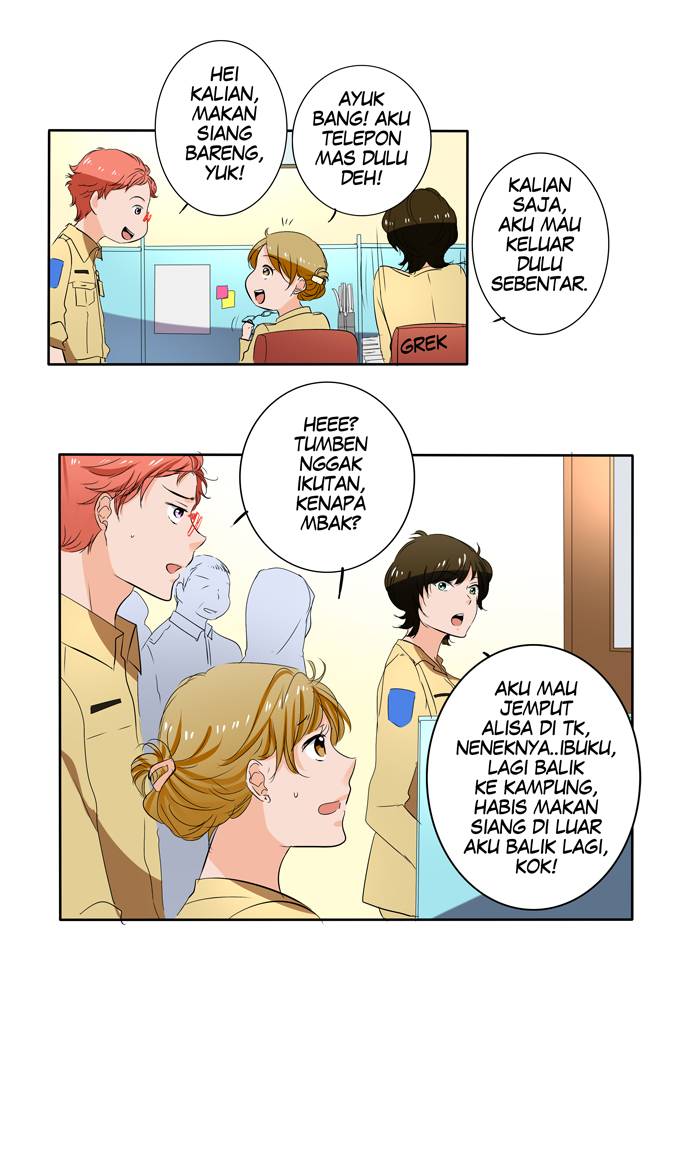 HEI
KALIAN,
MAKAN
SIANG
BARENG,
YUK!
AYUK
BANG! AKU
TELEPON
MAS DULU
DEH!
KALIAN
SAJA,
AKU MAU
KELUAR
DULU
SEBENTAR.
GREK
HEEE?
TUMBEN
NGGAK
IKUTAN,
KENAPA
MBAK?
AKU MAU
JEMPUT
ALISA DI TK,
NENEKNYA..IBUKU,
LAGI BALIK
KE KAMPUNG,
HABIS MAKAN
SIANG DI LUAR
AKU BALIK LAGI,
KOK!